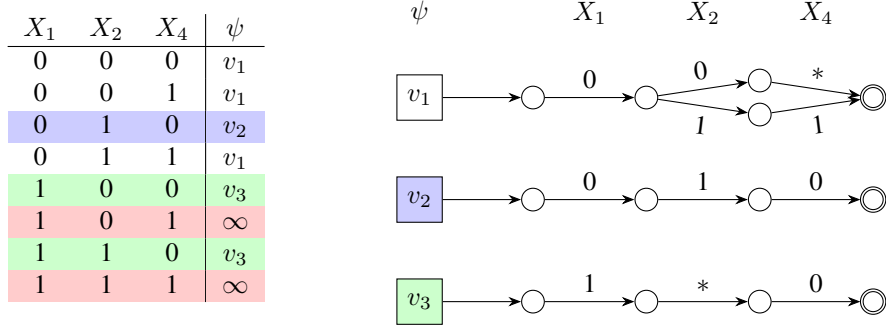 X₁ X₂ X₄ ψ
0 0 0 v₁
0 0 1 v₁
0 1 0 v₂
0 1 1 v₁
1 0 0 v₃
1 0 1 ∞
1 1 0 v₃
1 1 1 ∞
ψ X₁ X₂ X₄
0 0 *
v₁
1 1
v₂ 0 1 0
v₃ 1 * 0